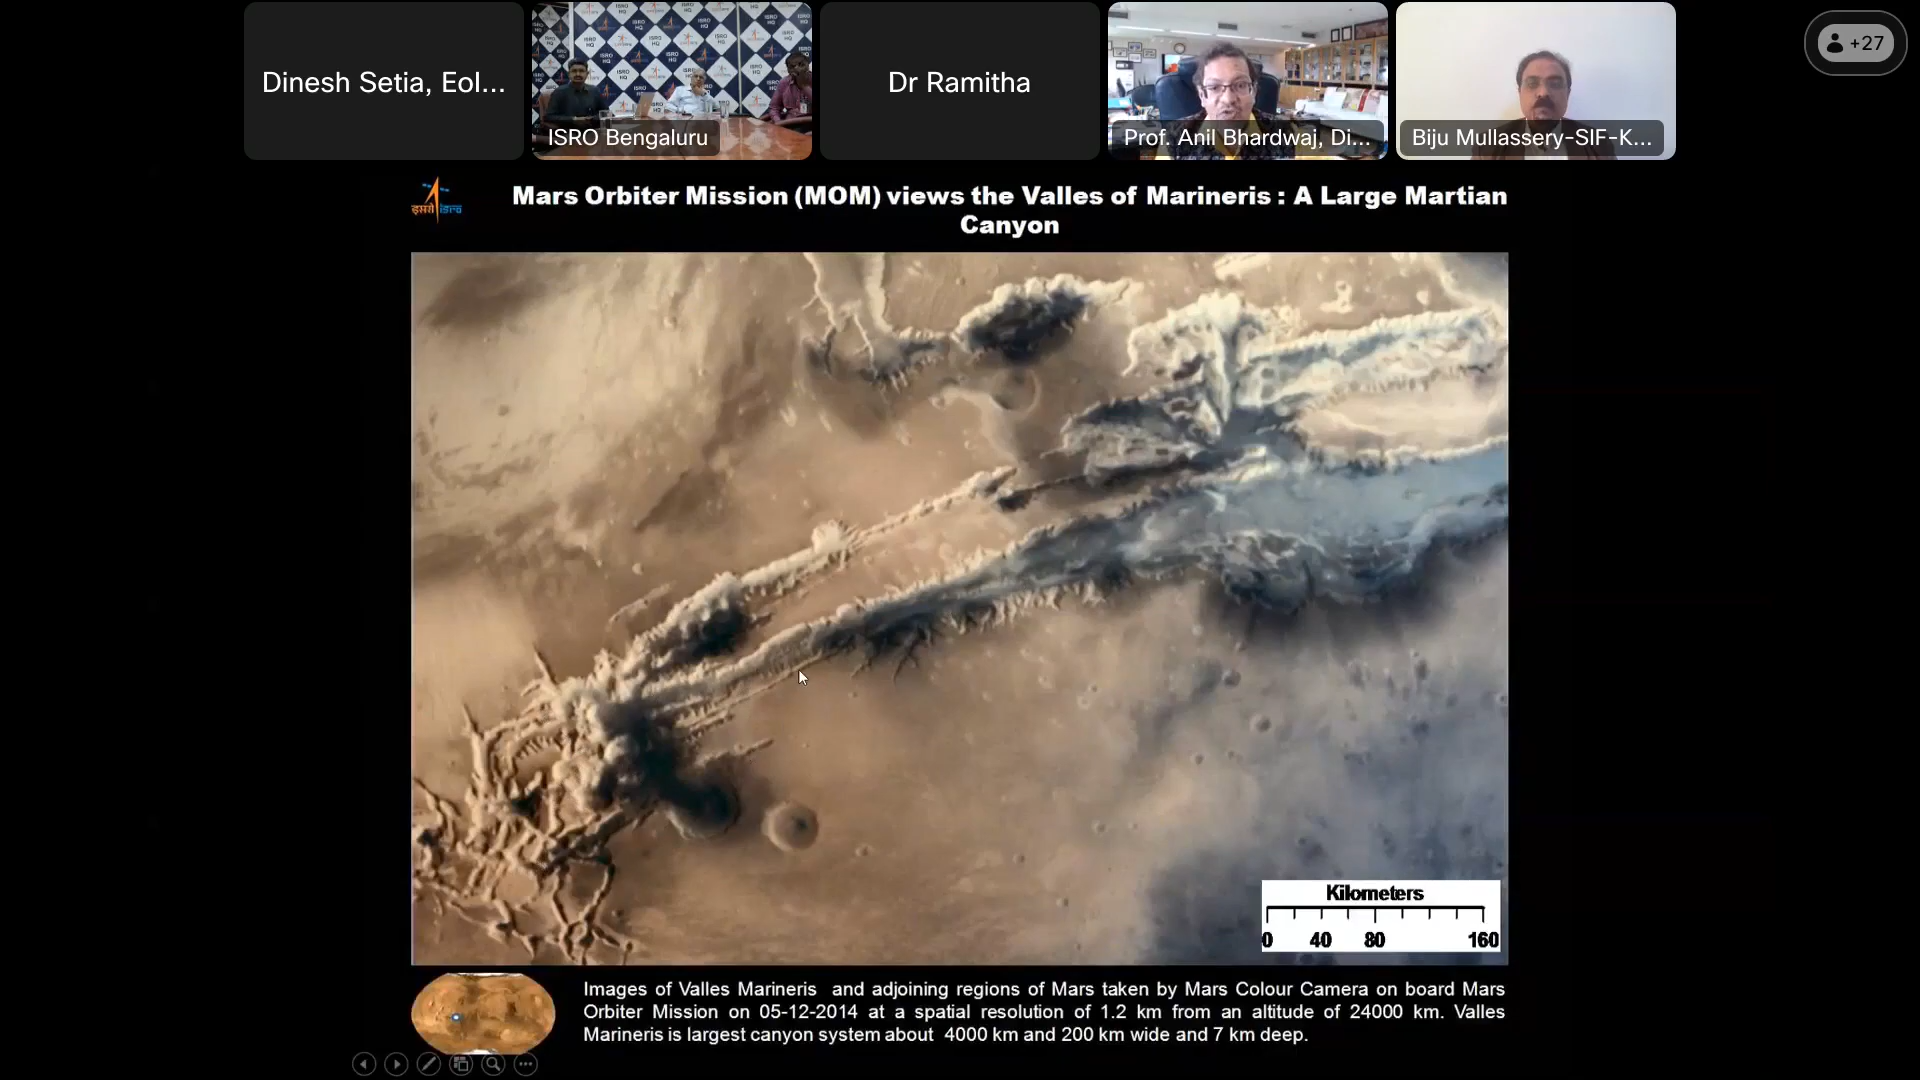 Dinesh Setia, Eol...
ISRO Bengaluru
Dr Ramitha
Prof. Anil Bhardwaj, Di...
Biju Mullassery-SIF-K...
+27
इसरो isro
Mars Orbiter Mission (MOM) views the Valles of Marineris : A Large Martian
Canyon
Kilometers
0 40 80 160
Images of Valles Marineris and adjoining regions of Mars taken by Mars Colour Camera on board Mars
Orbiter Mission on 05-12-2014 at a spatial resolution of 1.2 km from an altitude of 24000 km. Valles
Marineris is largest canyon system about 4000 km and 200 km wide and 7 km deep.